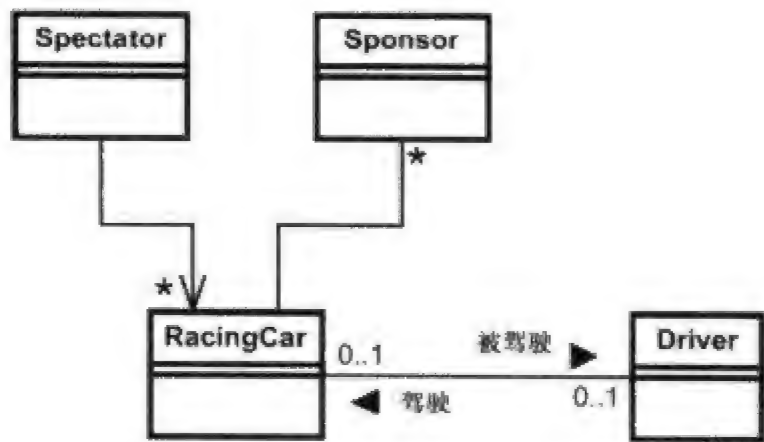 Spectator
Sponsor
*
*
RacingCar
0..1
被驾驶
Driver
驾驶
0..1